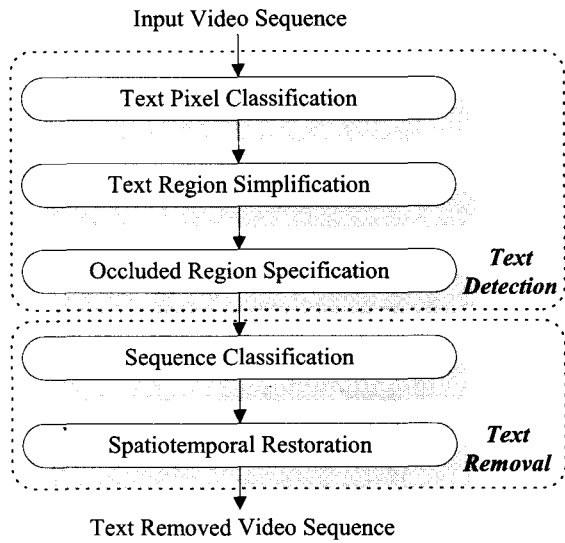 Input Video Sequence
Text Pixel Classification
Text Region Simplification
Occluded Region Specification
Text
Detection
Sequence Classification
Spatiotemporal Restoration
Text
Removal
Text Removed Video Sequence